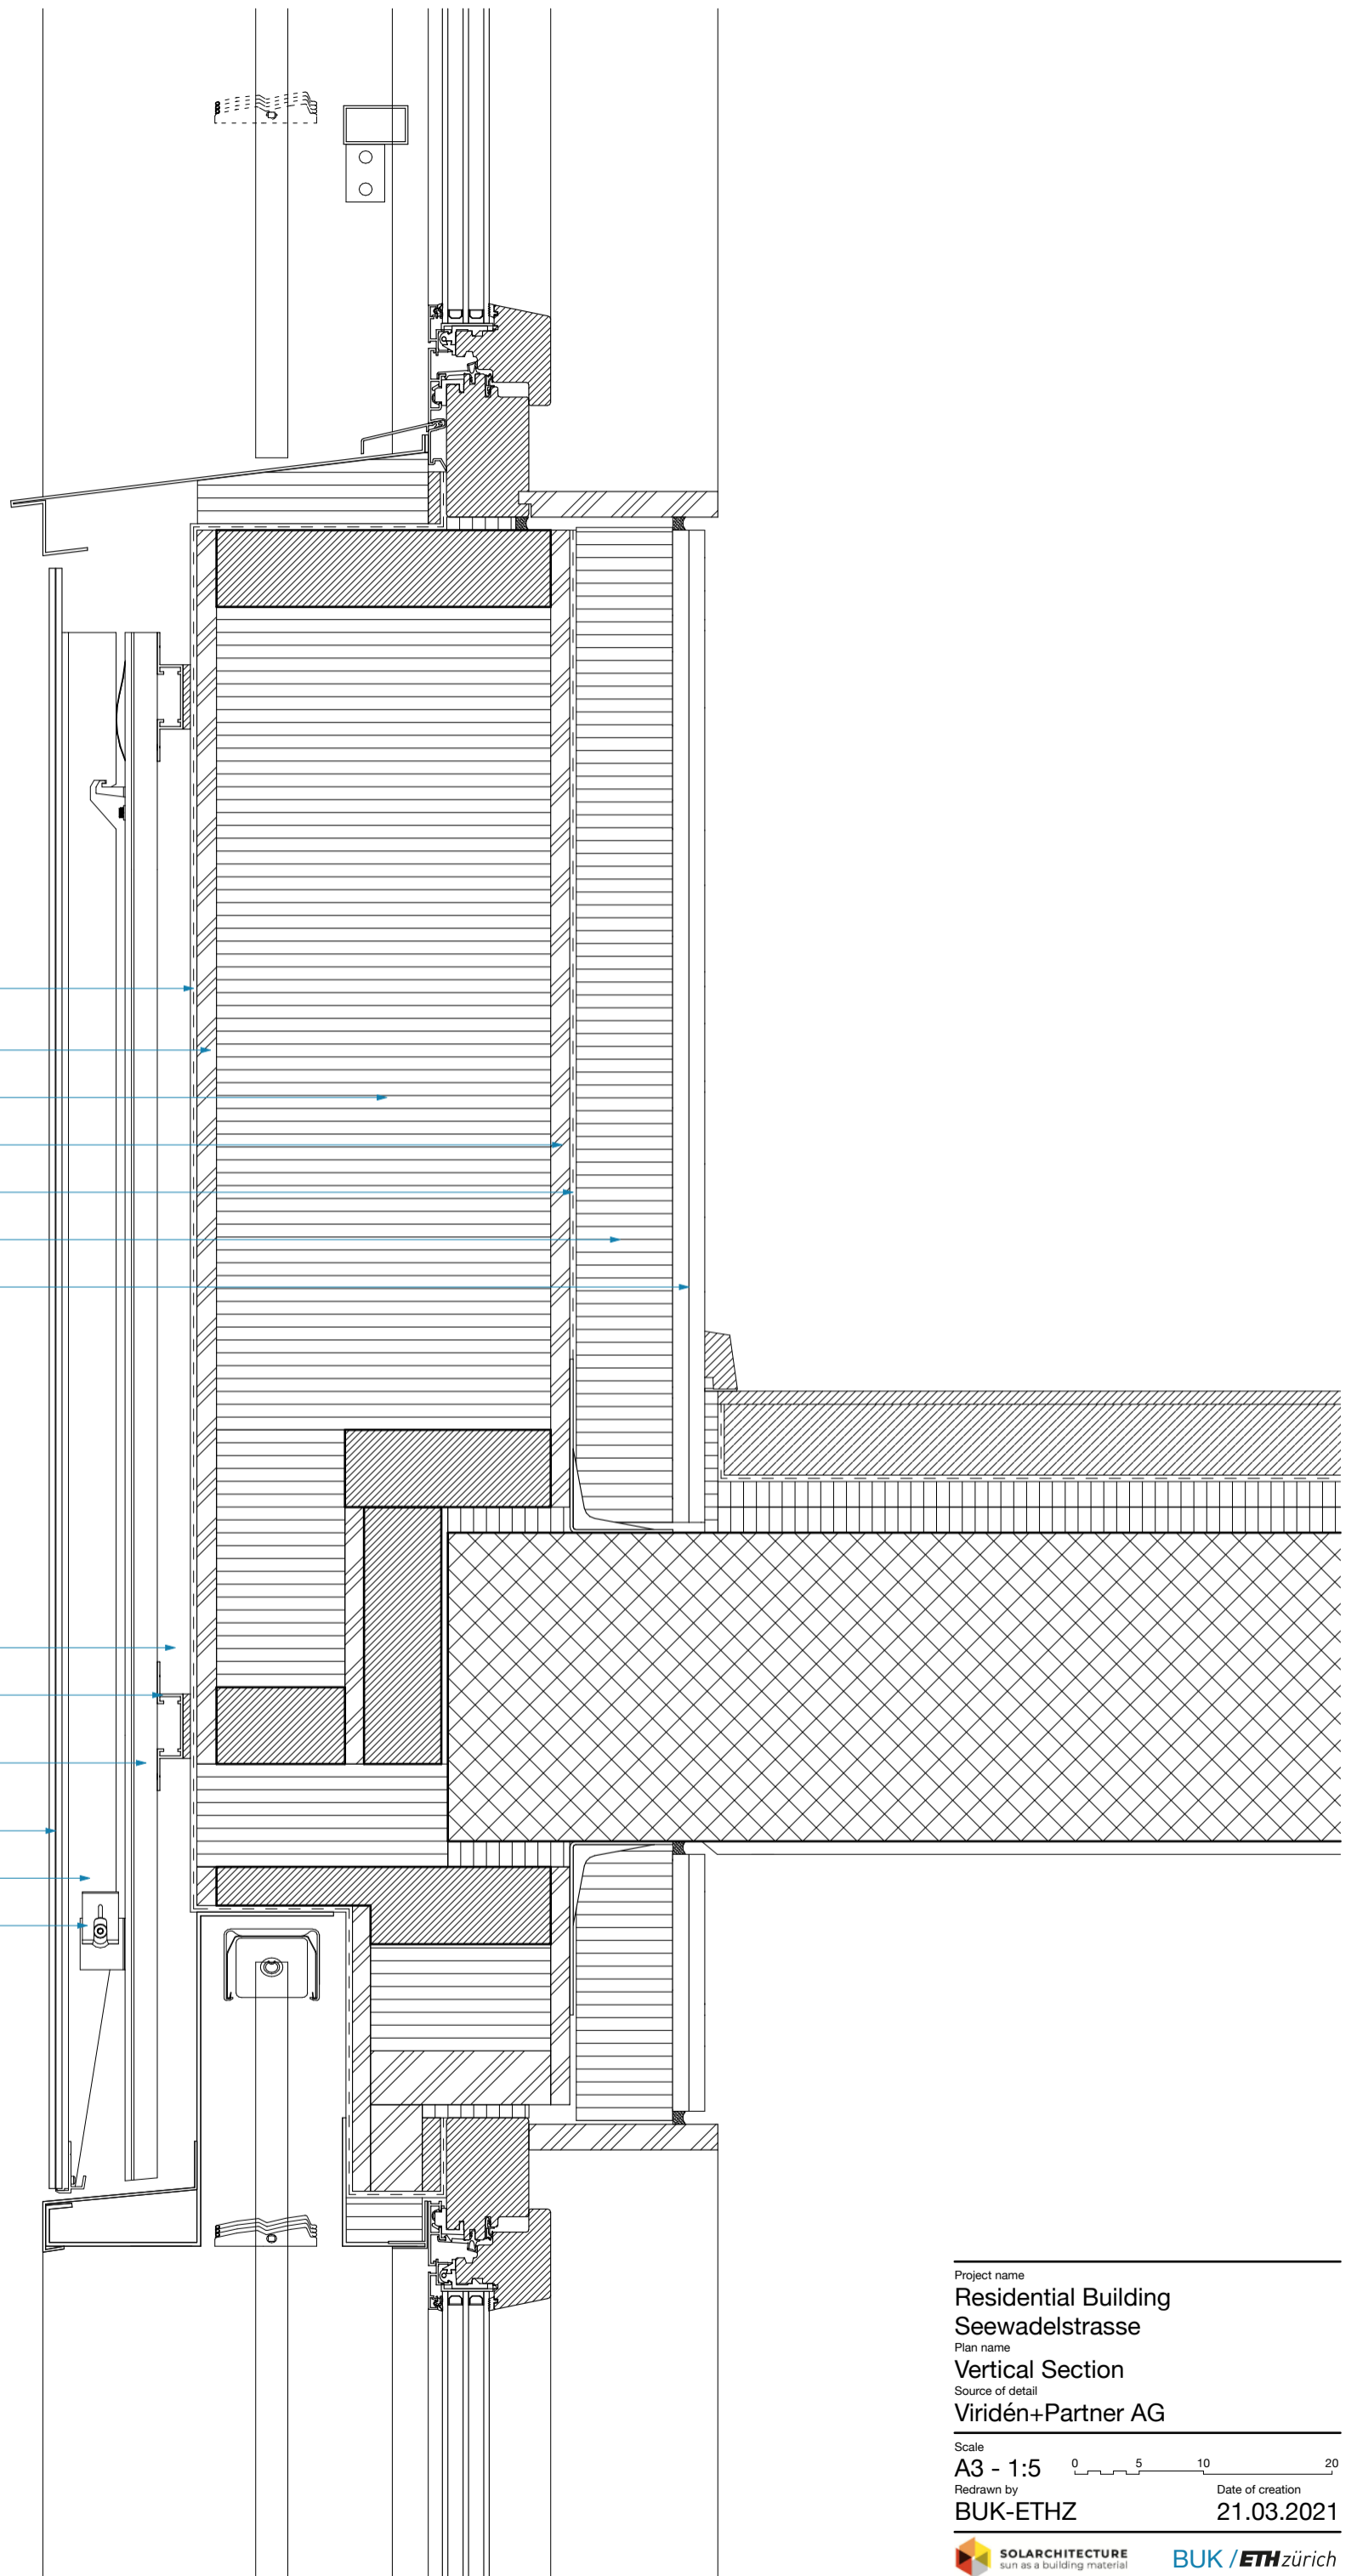 Project name
Residential Building
Seewadelstrasse
Plan name
Vertical Section
Source of detail
Viridén+Partner AG
Scale
A3 - 1:5 0 5 10 20
Redrawn by Date of creation
BUK-ETHZ 21.03.2021
SOLARCHITECTURE
sun as a building material
BUK / ETH zürich